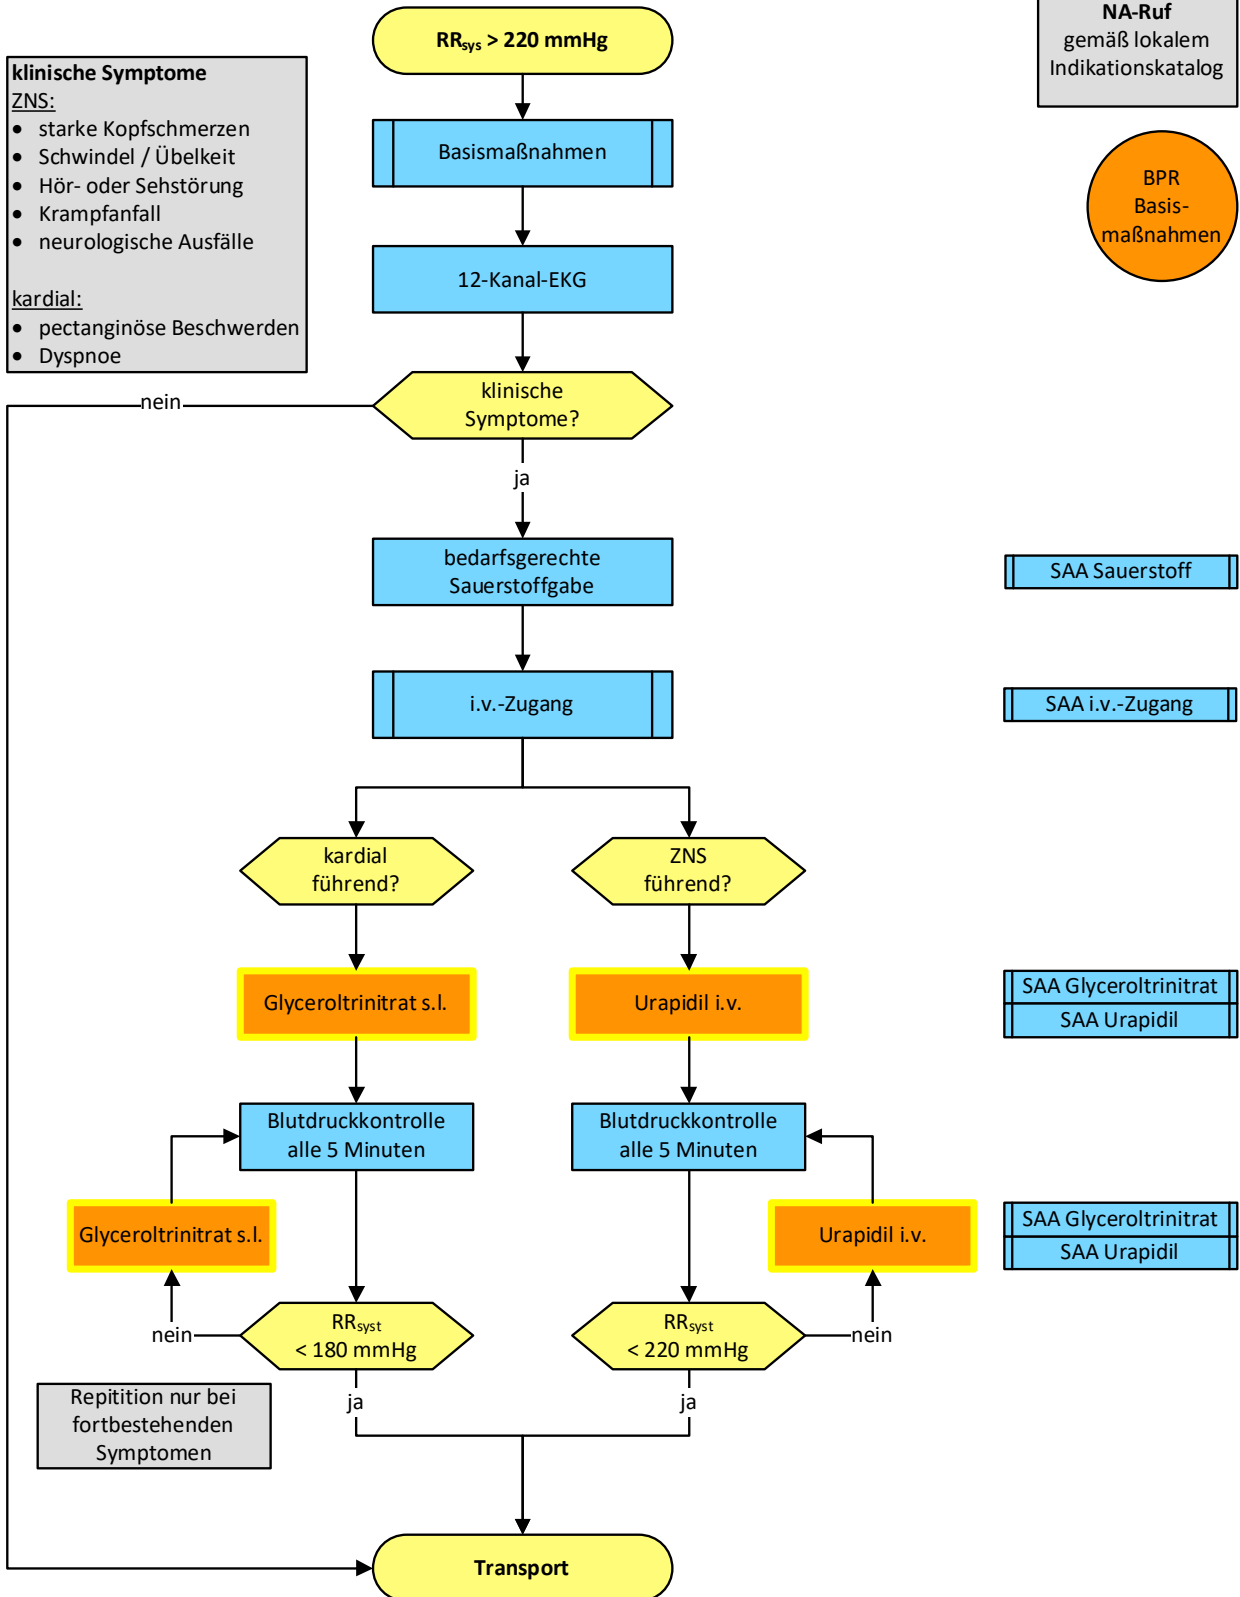 RRsys > 220 mmHg
NA-Ruf
gemäß lokalem
Indikationskatalog
klinische Symptome
ZNS:
• starke Kopfschmerzen
• Schwindel / Übelkeit
• Hör- oder Sehstörung
• Krampfanfall
• neurologische Ausfälle
kardial:
• pectanginöse Beschwerden
• Dyspnoe
Basismaßnahmen
BPR
Basis-
maßnahmen
12-Kanal-EKG
klinische
Symptome?
nein
ja
bedarfsgerechte
Sauerstoffgabe
SAA Sauerstoff
i.v.-Zugang
SAA i.v.-Zugang
kardial
führend?
ZNS
führend?
Glyceroltrinitrat s.l.
Urapidil i.v.
SAA Glyceroltrinitrat
SAA Urapidil
Blutdruckkontrolle
alle 5 Minuten
Blutdruckkontrolle
alle 5 Minuten
Glyceroltrinitrat s.l.
Urapidil i.v.
SAA Glyceroltrinitrat
SAA Urapidil
nein
RRsyst
< 180 mmHg
RRsyst
< 220 mmHg
nein
ja
ja
Repitition nur bei
fortbestehenden
Symptomen
Transport